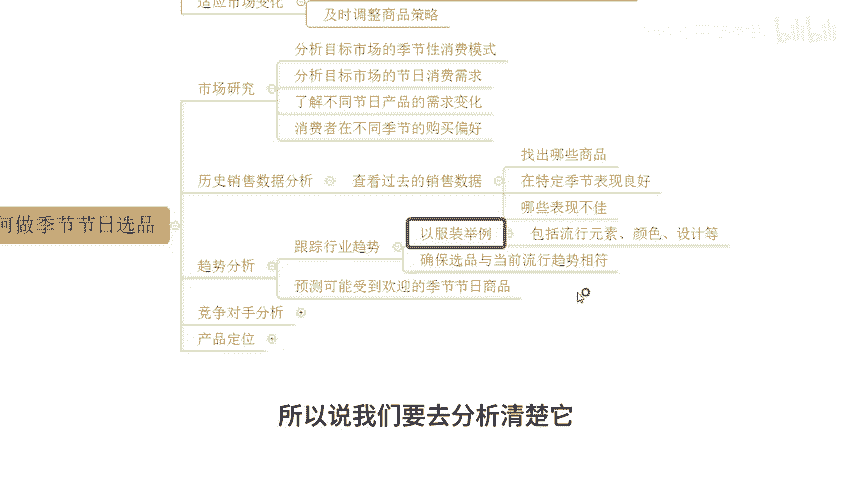 适应市场变化
及时调整商品策略
bilibili
分析目标市场的季节性消费模式
分析目标市场的节日消费需求
市场研究
了解不同节日产品的需求变化
消费者在不同季节的购买偏好
找出哪些商品
历史销售数据分析
查看过去的销售数据
在特定季节表现良好
哪些表现不佳
何做季节节日选品
以服装举例
包括流行元素、颜色、设计等
跟踪行业趋势
确保选品与当前流行趋势相符
趋势分析
预测可能受到欢迎的季节节日商品
竞争对手分析
产品定位
所以说我们要去分析清楚它